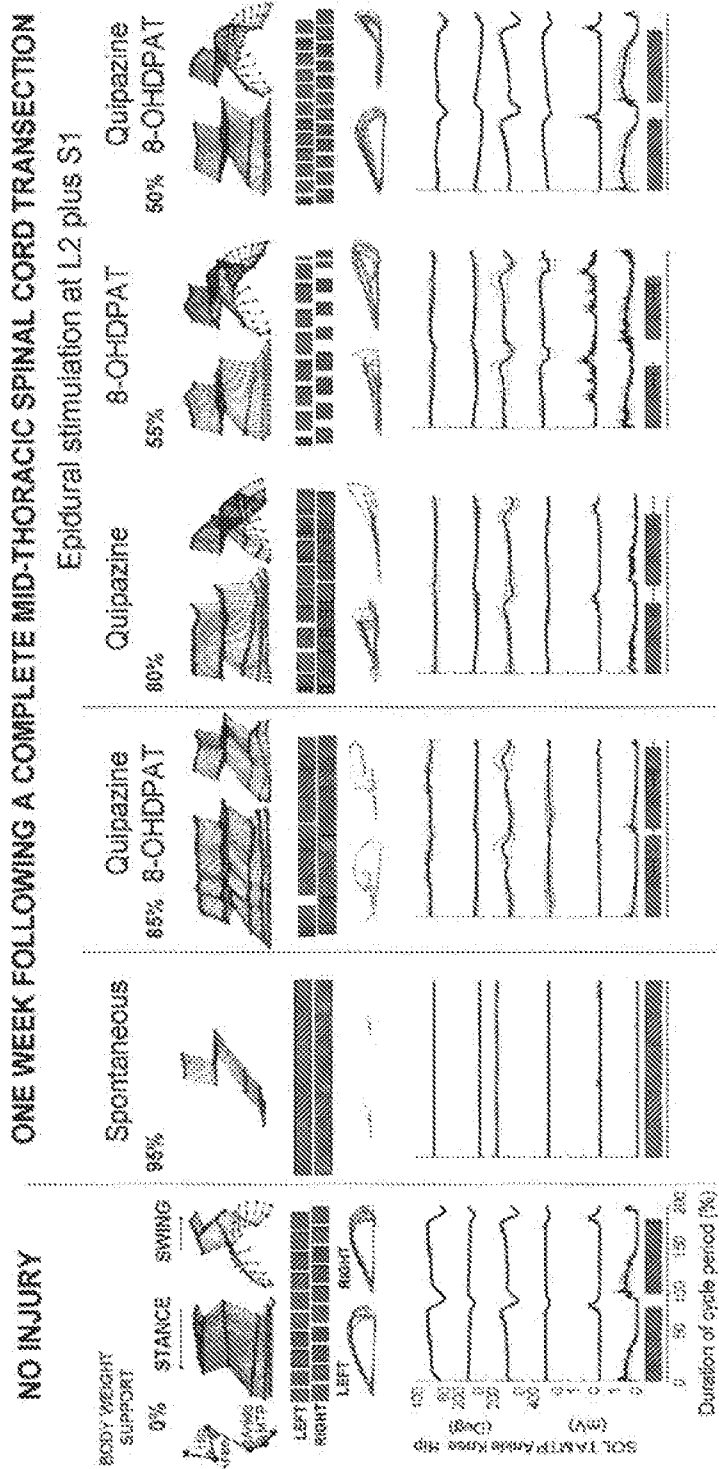 NO INJURY
ONE WEEK FOLLOWING A COMPLETE MID-THORACIC SPINAL CORD TRANSECTION
Epidural stimulation at L2 plus S1
Spontaneous
Quipazine
8-OHDPAT
Quipazine
8-OHDPAT
Quipazine
8-OHDPAT
BODY WEIGHT
SUPPORT
0%
95%
65%
60%
55%
50%
STANCE
SWING
LEFT
RIGHT
LEFT
RIGHT
Hip
Knee
Ankle
MTP
TA
SOL
(Deg)
(mV)
0 50 100 150 200
Duration of cycle period (%)